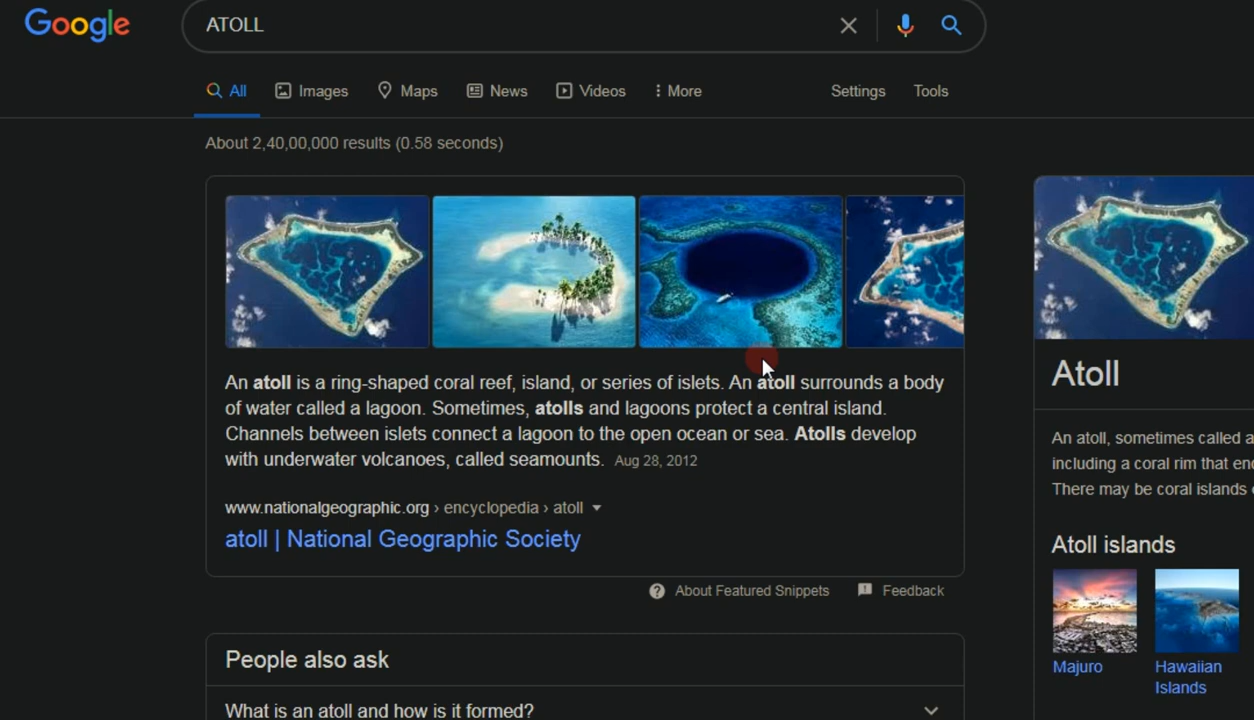 Google
ATOLL
All Images Maps News Videos More Settings Tools
About 2,40,00,000 results (0.58 seconds)
An atoll is a ring-shaped coral reef, island, or series of islets. An atoll surrounds a body
of water called a lagoon. Sometimes, atolls and lagoons protect a central island.
Channels between islets connect a lagoon to the open ocean or sea. Atolls develop
with underwater volcanoes, called seamounts. Aug 28, 2012
www.nationalgeographic.org › encyclopedia › atoll
atoll | National Geographic Society
About Featured Snippets Feedback
People also ask
What is an atoll and how is it formed?
Atoll
An atoll, sometimes called a
including a coral rim that
There may be coral islands
Atoll islands
Majuro
Hawaiian
Islands